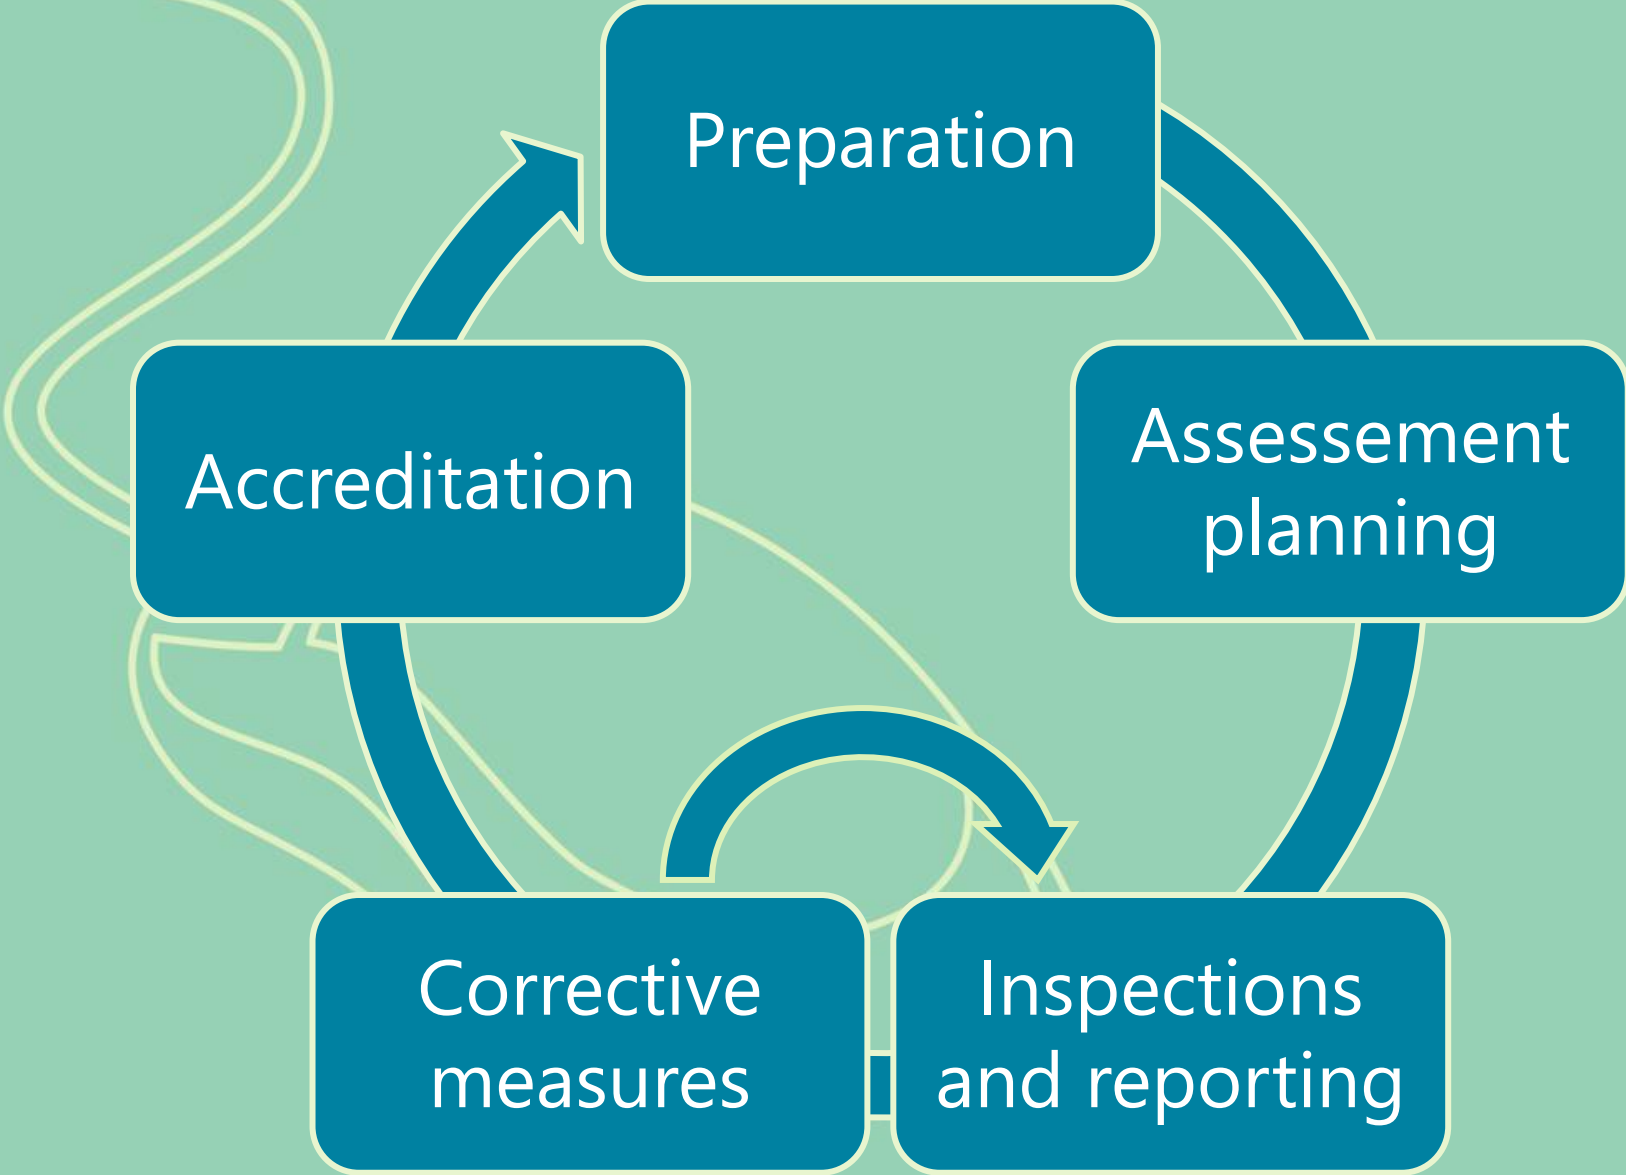 Preparation
Assessement
planning
Inspections
and reporting
Corrective
measures
Accreditation